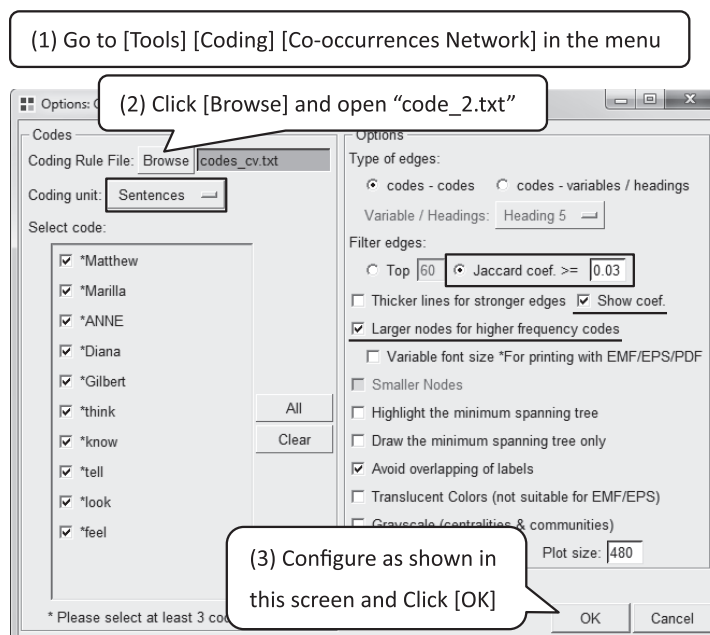 (1) Go to [Tools] [Coding] [Co-occurrences Network] in the menu
Options: C
(2) Click [Browse] and open “code_2.txt”
Codes
Coding Rule File: Browse codes_cv.txt
Coding unit: Sentences
Select code:
*Matthew
*Marilla
*ANNE
*Diana
*Gilbert
*think
*know
*tell
*look
*feel
All
Clear
* Please select at least 3 co
Options
Type of edges:
codes - codes codes - variables / headings
Variable / Headings: Heading 5
Filter edges:
Top 60 Jaccard coef. >= 0.03
Thicker lines for stronger edges Show coef.
Larger nodes for higher frequency codes
Variable font size *For printing with EMF/EPS/PDF
Smaller Nodes
Highlight the minimum spanning tree
Draw the minimum spanning tree only
Avoid overlapping of labels
Translucent Colors (not suitable for EMF/EPS)
Grayscale (centralities & communities)
Plot size: 480
(3) Configure as shown in
this screen and Click [OK]
OK Cancel